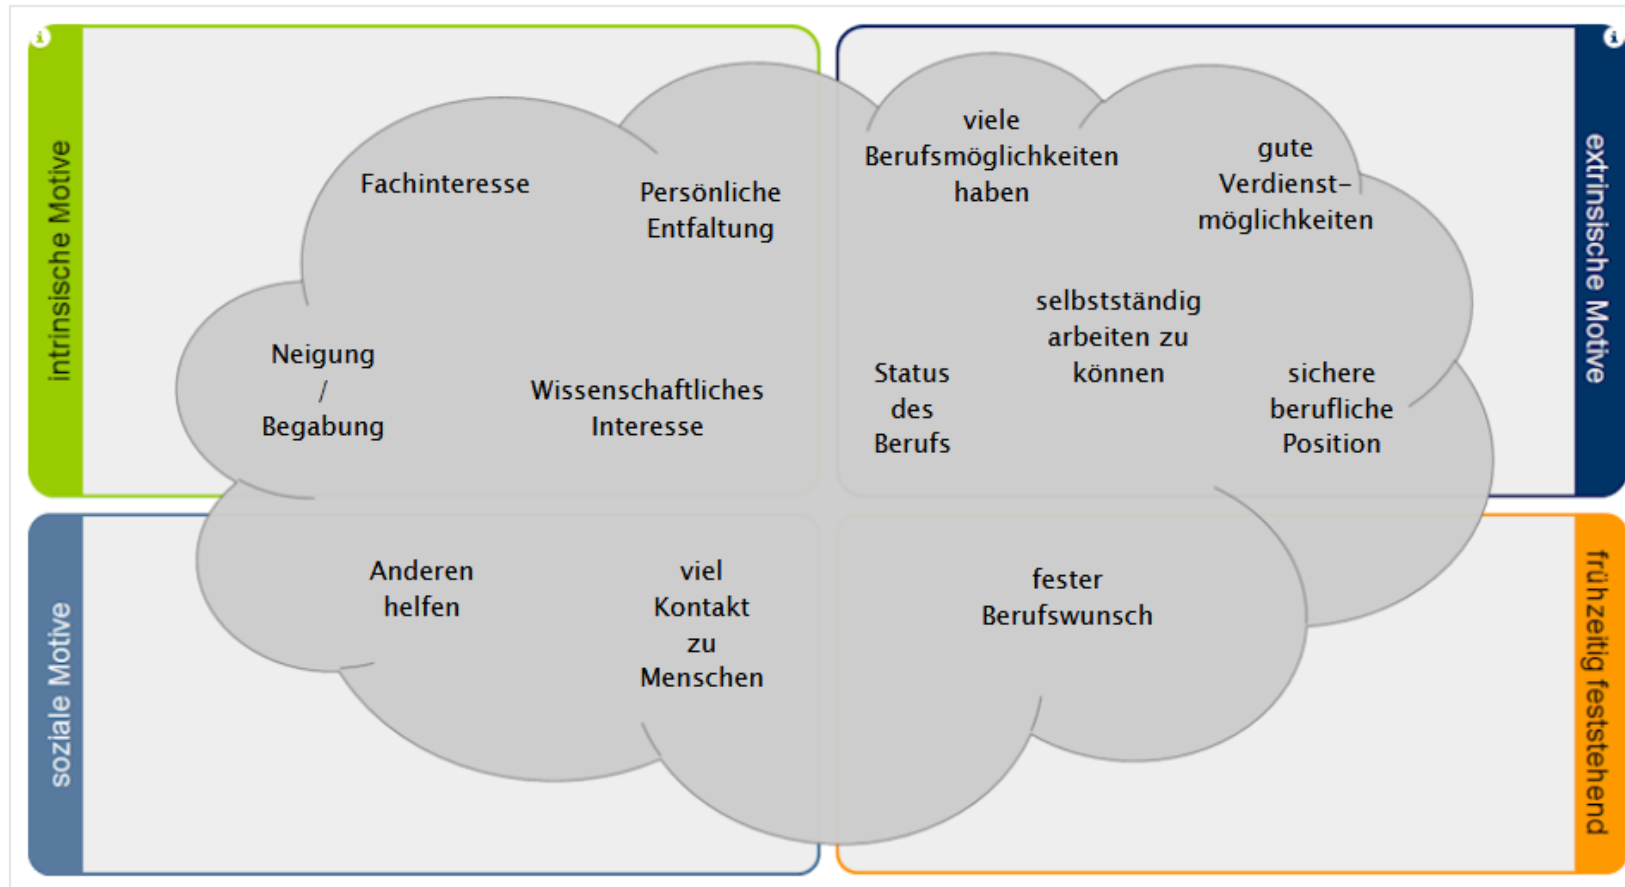 intrinsische Motive
Fachinteresse
Persönliche
Entfaltung
Neigung
/
Begabung
Wissenschaftliches
Interesse
extrinsische Motive
viele
Berufsmöglichkeiten
haben
gute
Verdienst-
möglichkeiten
selbstständig
arbeiten zu
können
Status
des
Berufs
sichere
berufliche
Position
soziale Motive
Anderen
helfen
viel
Kontakt
zu
Menschen
frühzeitig feststehend
fester
Berufswunsch